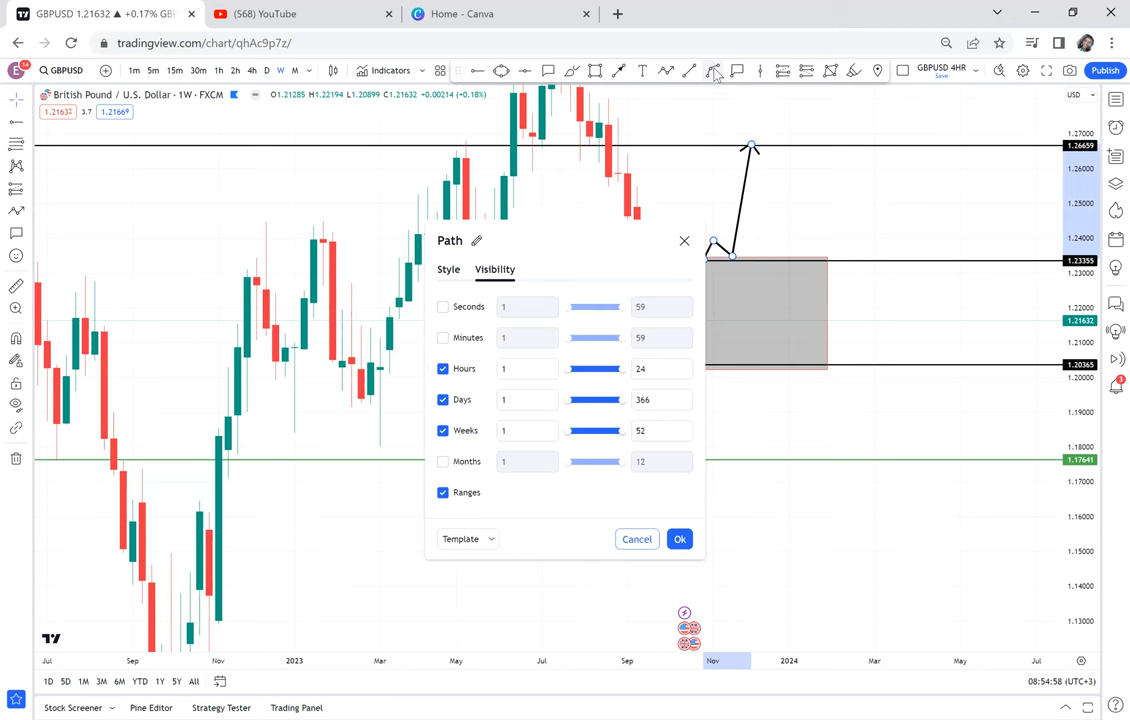 GBPUSD 1.21632 ▲ +0.17% GBPUSD
(568) YouTube
Home - Canva
tradingview.com/chart/qhAc9p7z/
E 14
GBPUSD
1m 5m 15m 30m 1h 2h 4h D W M
Indicators
GBPUSD 4HR
Save
Publish
British Pound / U.S. Dollar · 1W · FXCM
O1.21285 H1.22194 L1.20899 C1.21632 +0.00214 (+0.18%)
USD
1.21632 3.7 1.21669
1.27000
1.26659
1.26000
1.25000
1.24000
1.23355
1.23000
1.22000
1.21632
1.21000
1.20365
1.20000
1.19000
1.18000
1.17641
1.17000
1.16000
1.15000
1.14000
1.13000
3
Path
Style Visibility
Seconds 1 59
Minutes 1 59
Hours 1 24
Days 1 366
Weeks 1 52
Months 1 12
Ranges
Template Cancel Ok
Jul Sep Nov 2023 Mar May Jul Sep Nov 2024 Mar May Jul
1D 5D 1M 3M 6M YTD 1Y 5Y All
08:54:58 (UTC+3)
Stock Screener Pine Editor Strategy Tester Trading Panel